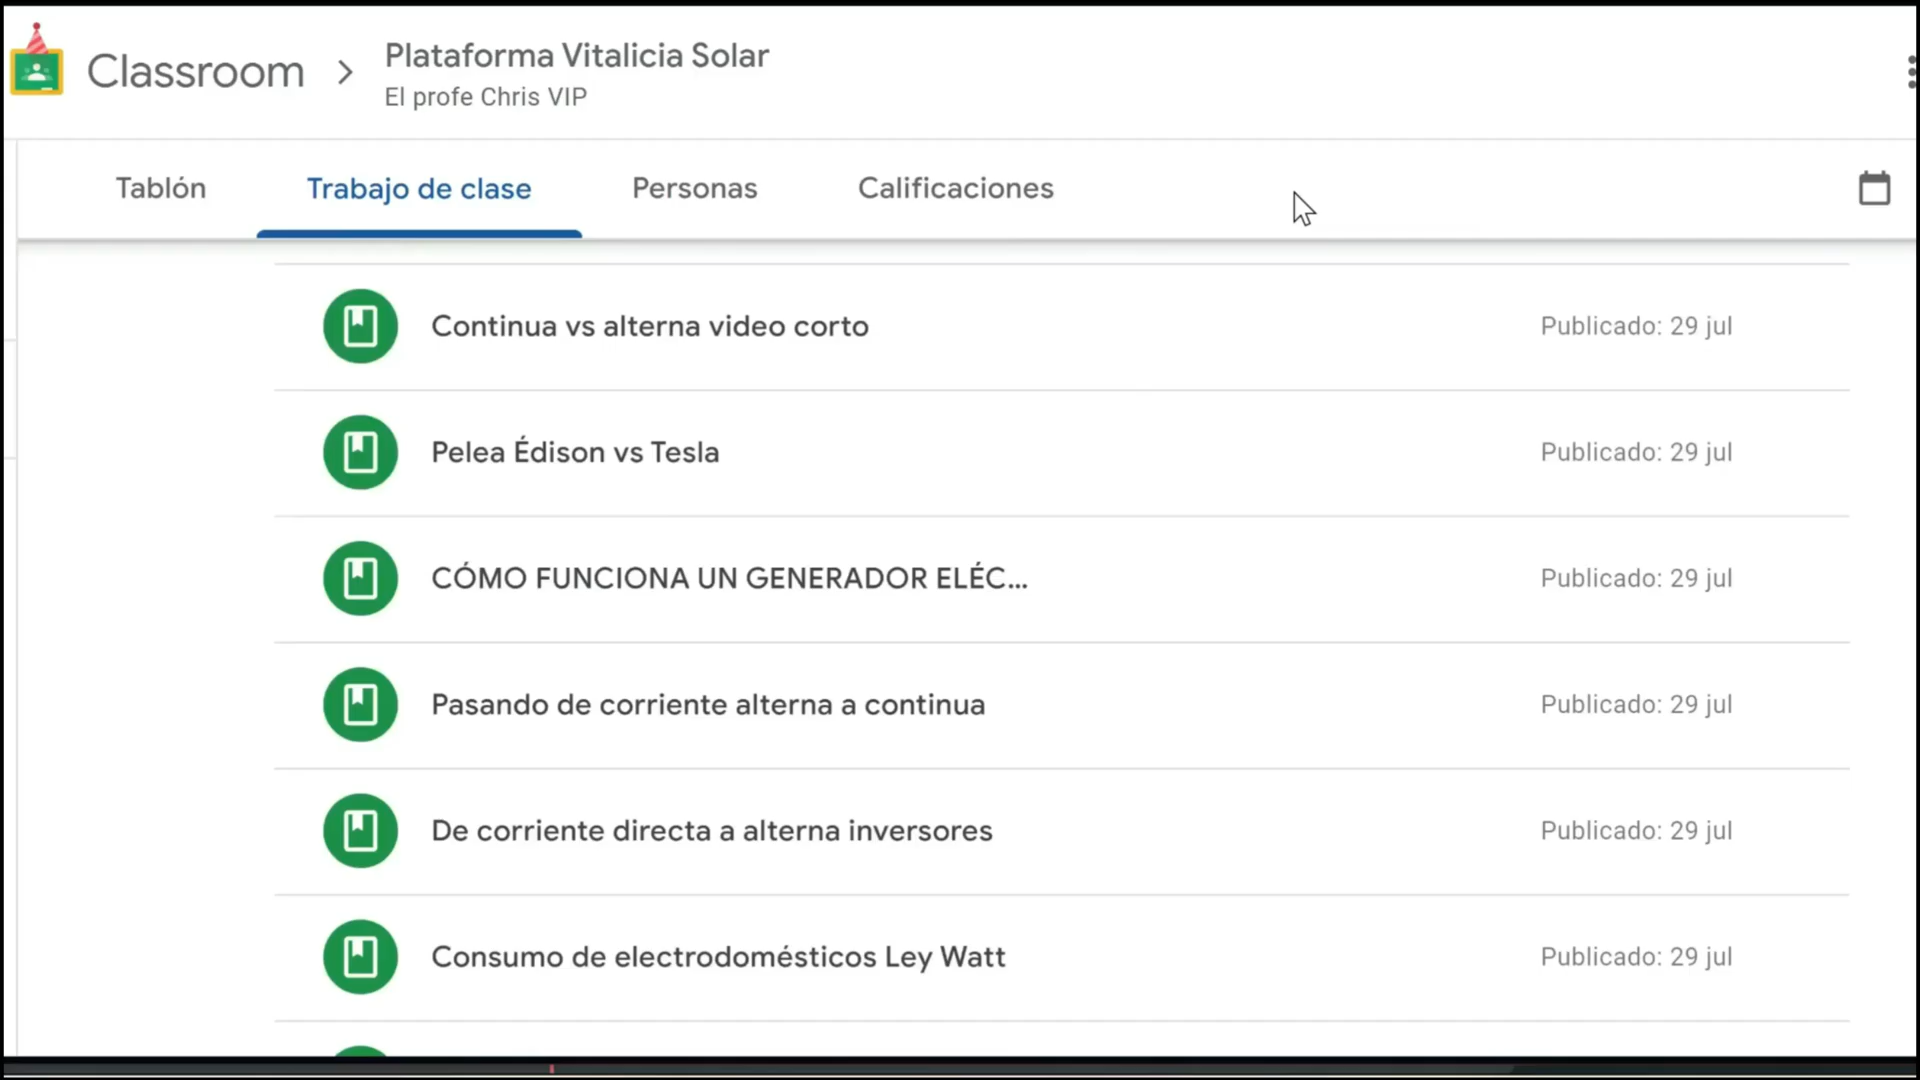 Classroom
Plataforma Vitalicia Solar
El profe Chris VIP
Tablón
Trabajo de clase
Personas
Calificaciones
Continua vs alterna video corto
Publicado: 29 jul
Pelea Édison vs Tesla
Publicado: 29 jul
CÓMO FUNCIONA UN GENERADOR ELÉC...
Publicado: 29 jul
Pasando de corriente alterna a continua
Publicado: 29 jul
De corriente directa a alterna inversores
Publicado: 29 jul
Consumo de electrodomésticos Ley Watt
Publicado: 29 jul